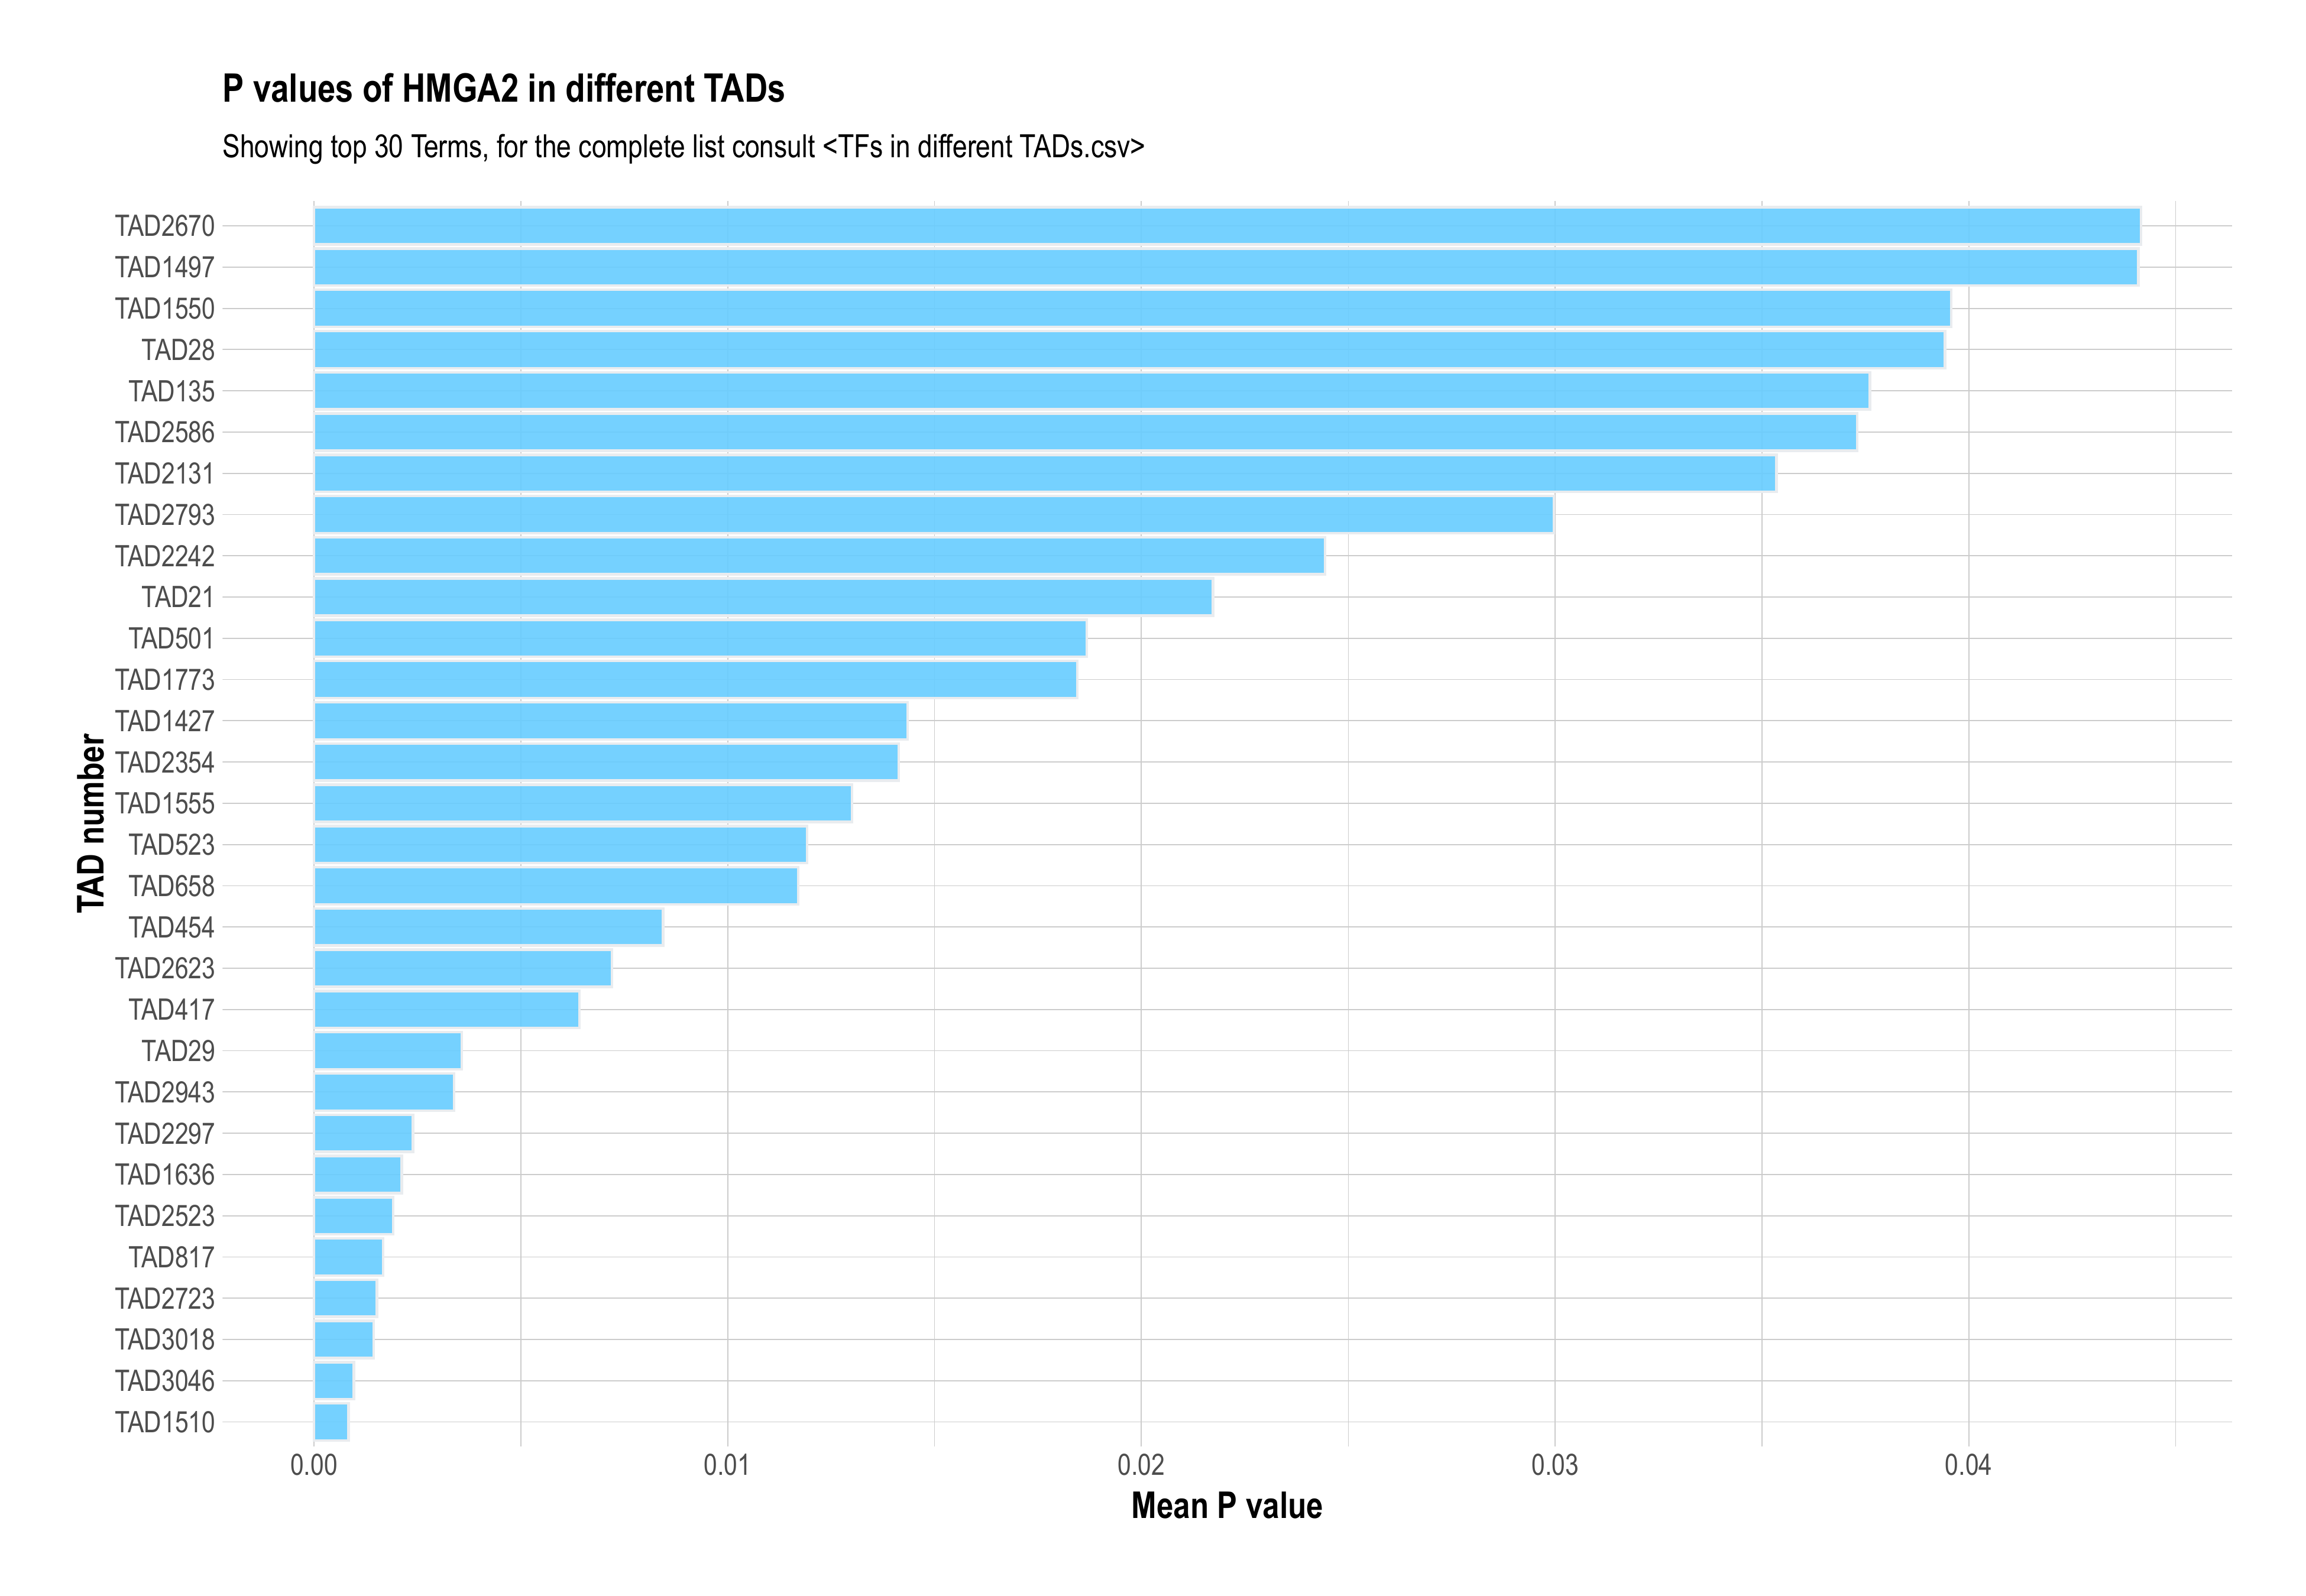 P values of HMGA2 in different TADs
Showing top 30 Terms, for the complete list consult <TFs in different TADs.csv>
TAD number
TAD2670
TAD1497
TAD1550
TAD28
TAD135
TAD2586
TAD2131
TAD2793
TAD2242
TAD21
TAD501
TAD1773
TAD1427
TAD2354
TAD1555
TAD523
TAD658
TAD454
TAD2623
TAD417
TAD29
TAD2943
TAD2297
TAD1636
TAD2523
TAD817
TAD2723
TAD3018
TAD3046
TAD1510
0.00 0.01 0.02 0.03 0.04
Mean P value